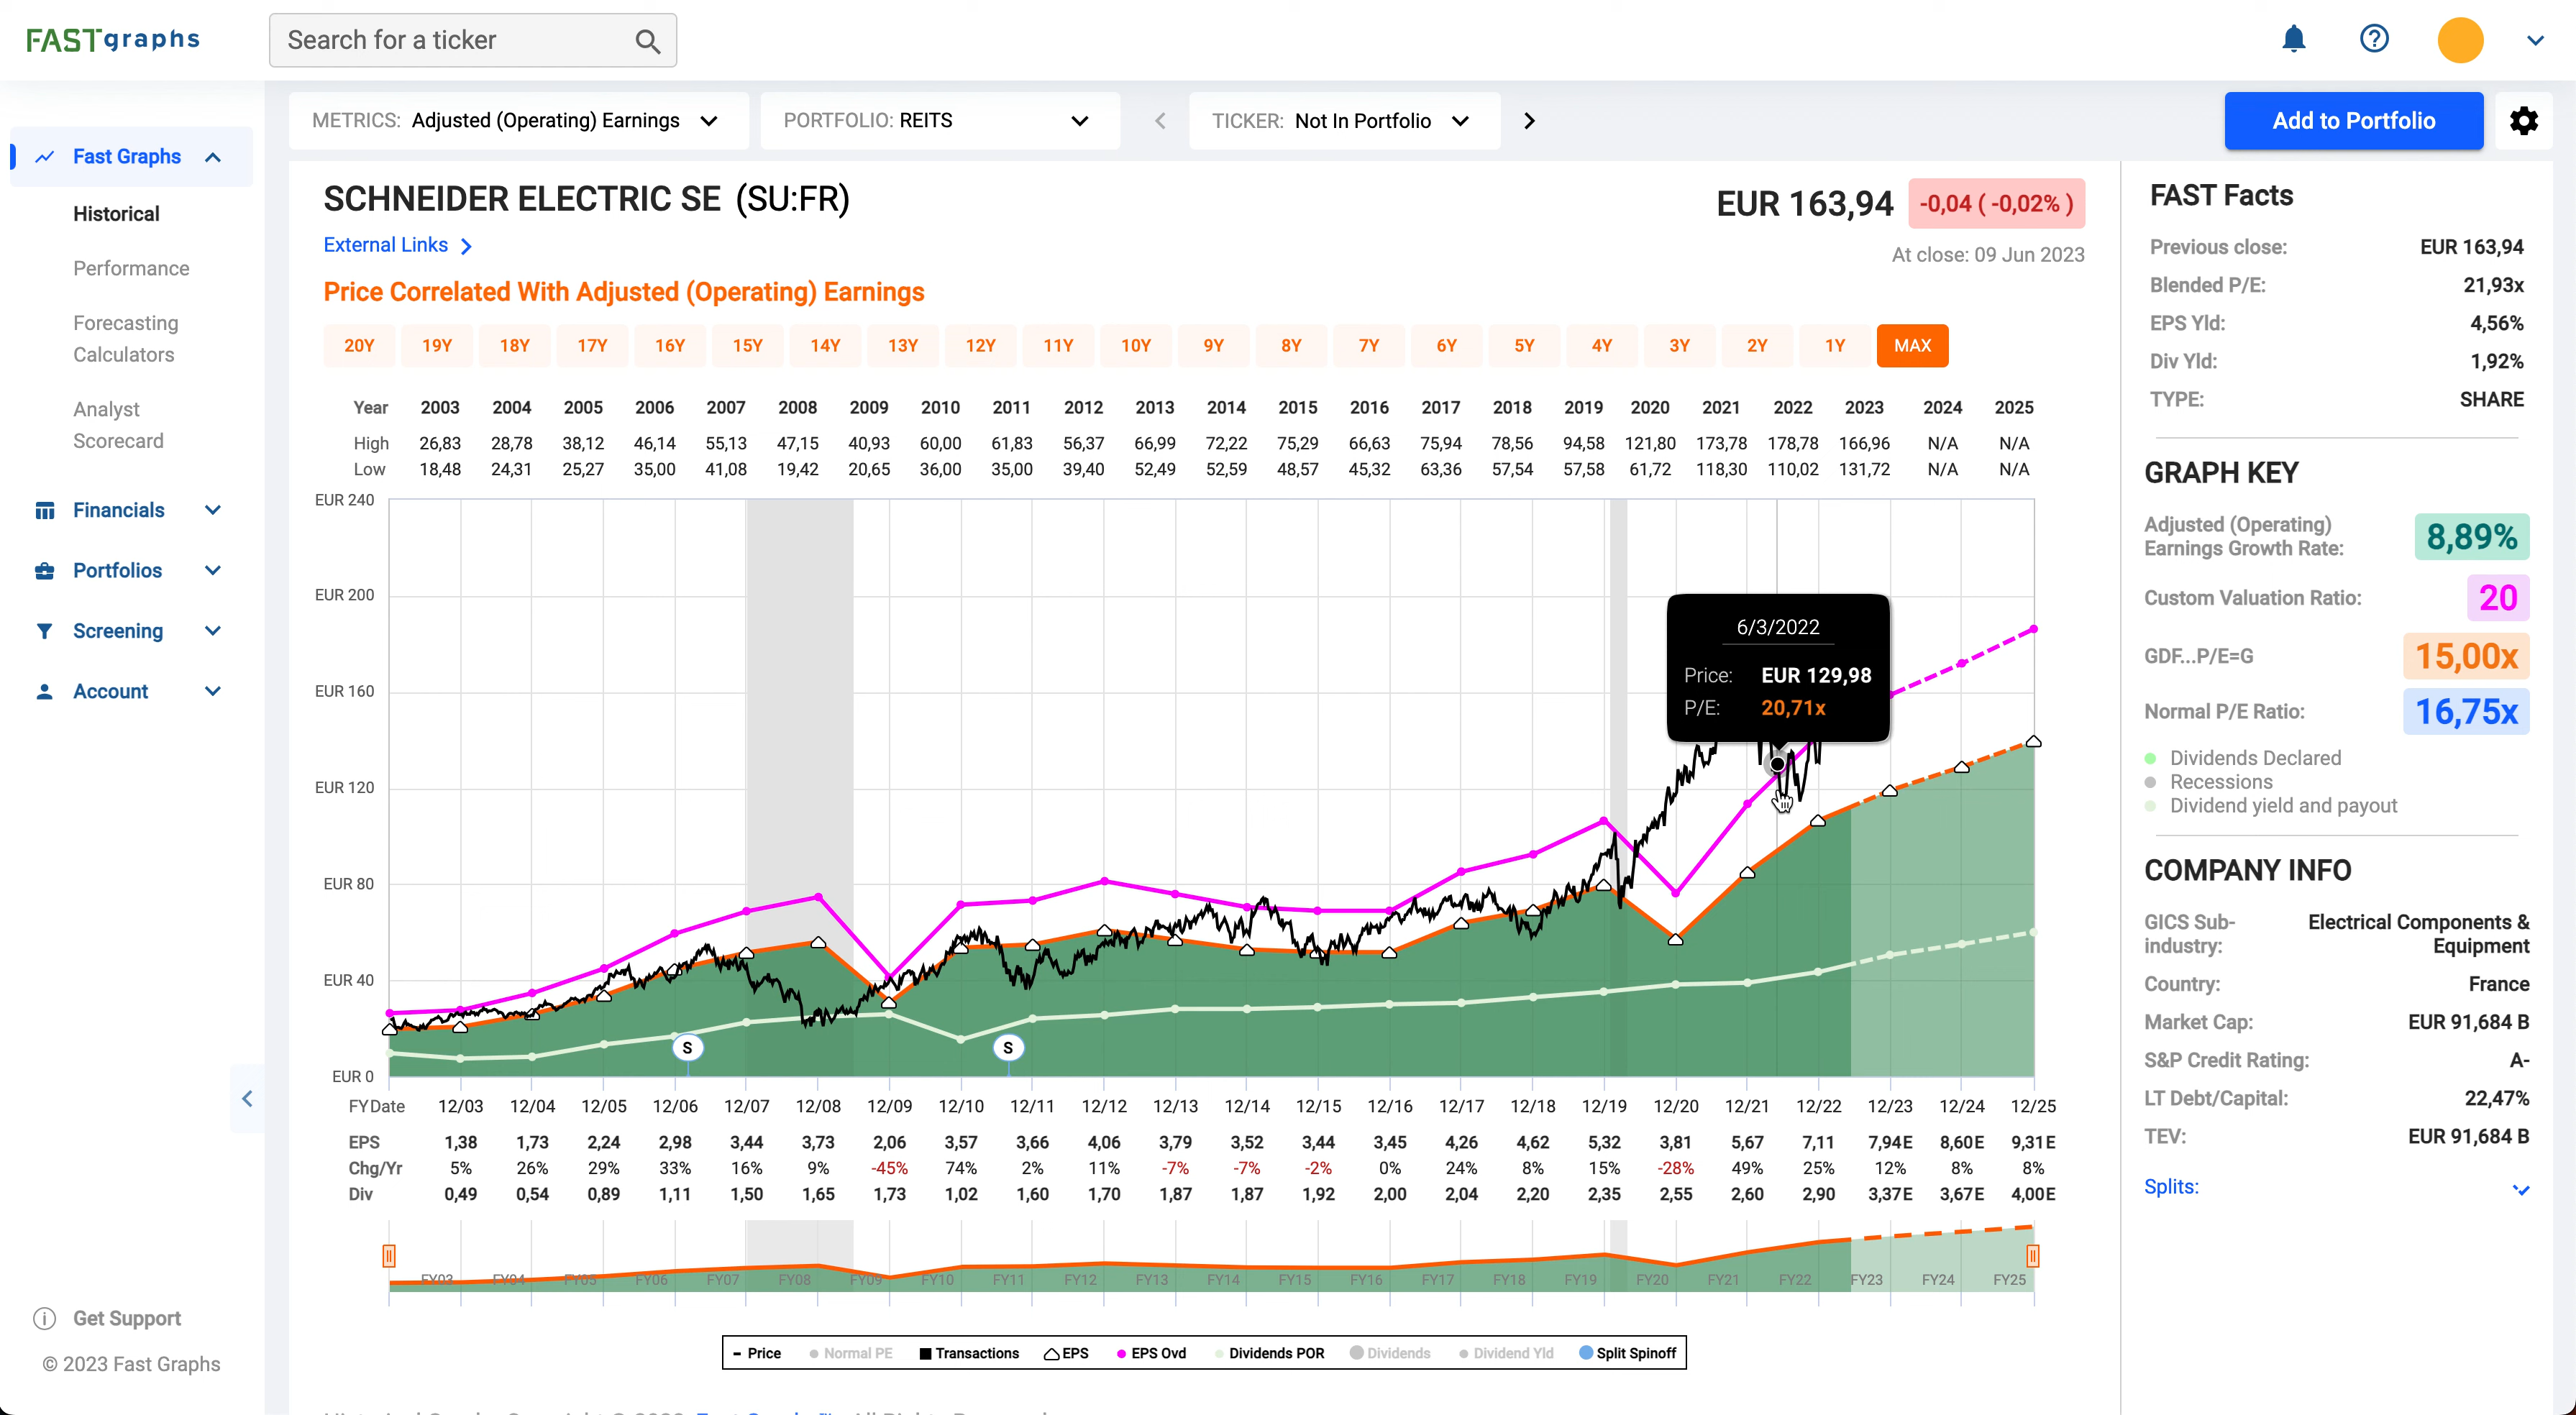 FASTgraphs
Search for a ticker
METRICS: Adjusted (Operating) Earnings
PORTFOLIO: REITS
TICKER: Not In Portfolio
Add to Portfolio
Fast Graphs
Historical
Performance
Forecasting
Calculators
Analyst
Scorecard
Financials
Portfolios
Screening
Account
Get Support
© 2023 Fast Graphs
SCHNEIDER ELECTRIC SE (SU:FR)
EUR 163,94 -0,04 ( -0,02% )
External Links
At close: 09 Jun 2023
Price Correlated With Adjusted (Operating) Earnings
20Y 19Y 18Y 17Y 16Y 15Y 14Y 13Y 12Y 11Y 10Y 9Y 8Y 7Y 6Y 5Y 4Y 3Y 2Y 1Y MAX
Year 2003 2004 2005 2006 2007 2008 2009 2010 2011 2012 2013 2014 2015 2016 2017 2018 2019 2020 2021 2022 2023 2024 2025
High 26,83 28,78 38,12 46,14 55,13 47,15 40,93 60,00 61,83 56,37 66,99 72,22 75,29 66,63 75,94 78,56 94,58 121,80 173,78 178,78 166,96 N/A N/A
Low 18,48 24,31 25,27 35,00 41,08 19,42 20,65 36,00 35,00 39,40 52,49 52,59 48,57 45,32 63,36 57,54 57,58 61,72 118,30 110,02 131,72 N/A N/A
EUR 240
EUR 200
EUR 160
EUR 120
EUR 80
EUR 40
EUR 0
6/3/2022
Price: EUR 129,98
P/E: 20,71x
S
S
FYDate 12/03 12/04 12/05 12/06 12/07 12/08 12/09 12/10 12/11 12/12 12/13 12/14 12/15 12/16 12/17 12/18 12/19 12/20 12/21 12/22 12/23 12/24 12/25
EPS 1,38 1,73 2,24 2,98 3,44 3,73 2,06 3,57 3,66 4,06 3,79 3,52 3,44 3,45 4,26 4,62 5,32 3,81 5,67 7,11 7,94E 8,60E 9,31E
Chg/Yr 5% 26% 29% 33% 16% 9% -45% 74% 2% 11% -7% -7% -2% 0% 24% 8% 15% -28% 49% 25% 12% 8% 8%
Div 0,49 0,54 0,89 1,11 1,50 1,65 1,73 1,02 1,60 1,70 1,87 1,87 1,92 2,00 2,04 2,20 2,35 2,55 2,60 2,90 3,37E 3,67E 4,00E
FY03 FY04 FY05 FY06 FY07 FY08 FY09 FY10 FY11 FY12 FY13 FY14 FY15 FY16 FY17 FY18 FY19 FY20 FY21 FY22 FY23 FY24 FY25
Price Normal PE Transactions EPS EPS Ovd Dividends POR Dividends Dividend Yld Split Spinoff
FAST Facts
Previous close: EUR 163,94
Blended P/E: 21,93x
EPS Yld: 4,56%
Div Yld: 1,92%
TYPE: SHARE
GRAPH KEY
Adjusted (Operating)
Earnings Growth Rate: 8,89%
Custom Valuation Ratio: 20
GDF...P/E=G 15,00x
Normal P/E Ratio: 16,75x
Dividends Declared
Recessions
Dividend yield and payout
COMPANY INFO
GICS Sub-
industry: Electrical Components &
Equipment
Country: France
Market Cap: EUR 91,684 B
S&P Credit Rating: A-
LT Debt/Capital: 22,47%
TEV: EUR 91,684 B
Splits: